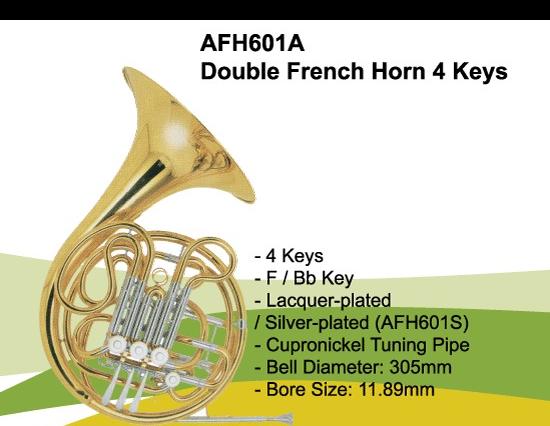 AFH601A
Double French Horn 4 Keys
- 4 Keys
- F / Bb Key
- Lacquer-plated
/ Silver-plated (AFH601S)
- Cupronickel Tuning Pipe
- Bell Diameter: 305mm
- Bore Size: 11.89mm